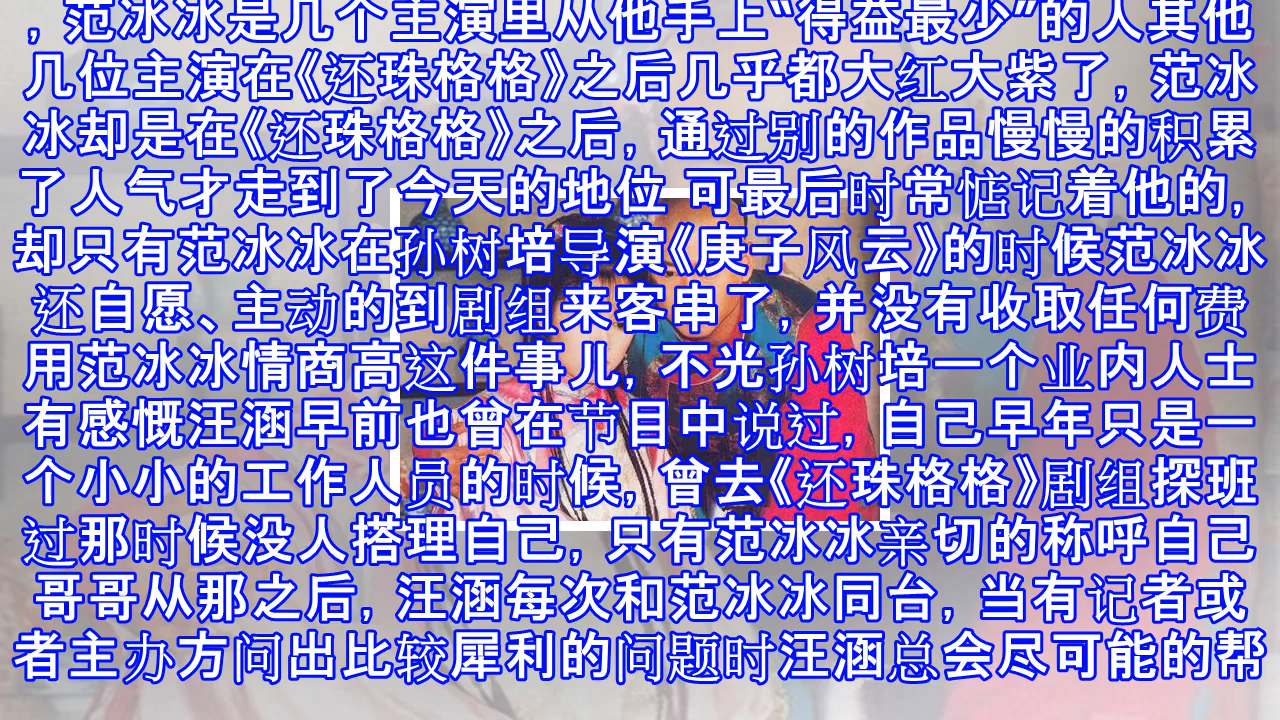 ，范冰冰是几个主演里从他手上“得益最少”的人其他
几位主演在《还珠格格》之后几乎都大红大紫了，范冰
冰却是在《还珠格格》之后，通过别的作品慢慢的积累
了人气才走到了今天的地位 可最后时常惦记着他的，
却只有范冰冰在孙树培导演《庚子风云》的时候范冰冰
还自愿、主动的到剧组来客串了，并没有收取任何费
用范冰冰情商高这件事儿，不光孙树培一个业内人士
有感慨汪涵早前也曾在节目中说过，自己早年只是一
个小小的工作人员的时候，曾去《还珠格格》剧组探班
过那时候没人搭理自己，只有范冰冰亲切的称呼自己
哥哥从那之后，汪涵每次和范冰冰同台，当有记者或
者主办方问出比较犀利的问题时汪涵总会尽可能的帮